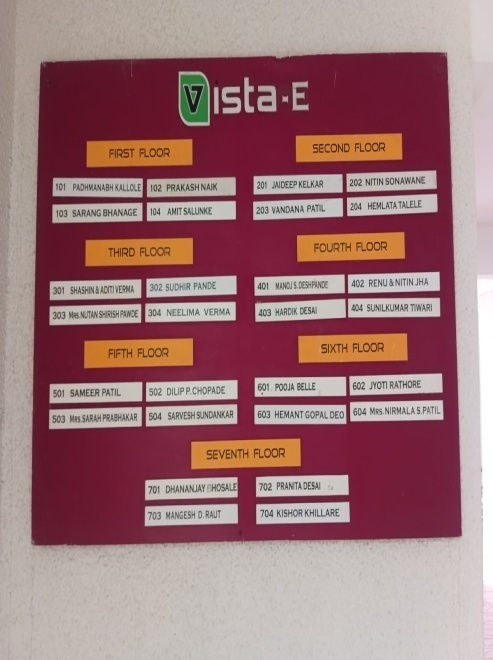 Vista-E
FIRST FLOOR
101 PADHMANABH KALLOLE
102 PRAKASH NAIK
103 SARANG BHANAGE
104 AMIT SALUNKE
SECOND FLOOR
201 JAIDEEP KELKAR
202 NITIN SONAWANE
203 VANDANA PATIL
204 HEMLATA TALELE
THIRD FLOOR
301 SHASHIN & ADITI VERMA
302 SUDHIR PANDE
303 Mrs. NUTAN SHIRISH PAWDE
304 NEELIMA VERMA
FOURTH FLOOR
401 MANOJ S. DESHPANDE
402 RENU & NITIN JHA
403 HARDIK DESAI
404 SUNILKUMAR TIWARI
FIFTH FLOOR
501 SAMEER PATIL
502 DILIP P. CHOPADE
503 Mrs. SARAH PRABHAKAR
504 SARVESH SUNDANKAR
SIXTH FLOOR
601 POOJA BELLE
602 JYOTI RATHORE
603 HEMANT GOPAL DEO
604 Mrs. NIRMALA S. PATIL
SEVENTH FLOOR
701 DHANANJAY BHOSALE
702 PRANITA DESAI
703 MANGESH D. RAUT
704 KISHOR KHILLARE